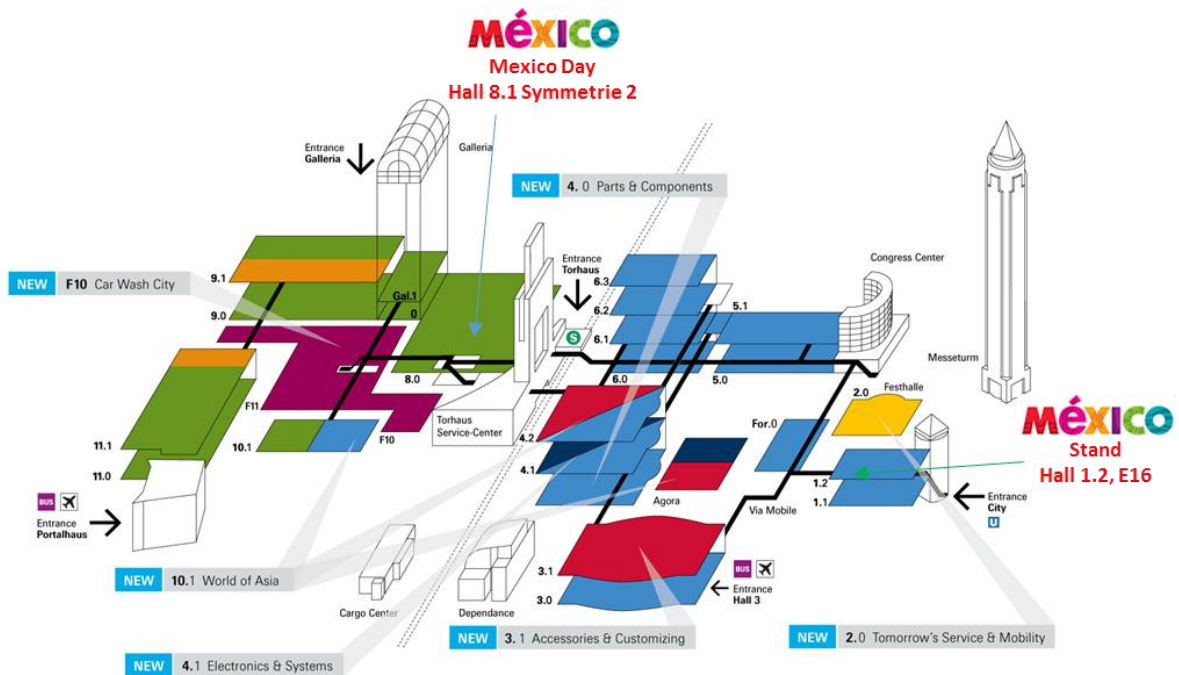 méxico
Mexico Day
Hall 8.1 Symmetrie 2
Entrance
Galleria
Galleria
NEW 4.0 Parts & Components
Entrance
Torhaus
Congress Center
9.1
6.3
NEW F10 Car Wash City
Gal.1
0
6.2
5.1
9.0
S
6.1
Messeturm
8.0
6.0
5.0
2.0
Festhalle
F11
Torhaus
Service-Center
F10
For.0
méxico
Stand
Hall 1.2, E16
11.1
10.1
4.2
11.0
4.1
Agora
1.2
1.1
Via Mobile
Entrance
City
U
BUS
Entrance
Portalhaus
NEW 10.1 World of Asia
Cargo Center
Dependance
3.1
3.0
BUS
Entrance
Hall 3
NEW 3.1 Accessories & Customizing
NEW 2.0 Tomorrow's Service & Mobility
NEW 4.1 Electronics & Systems